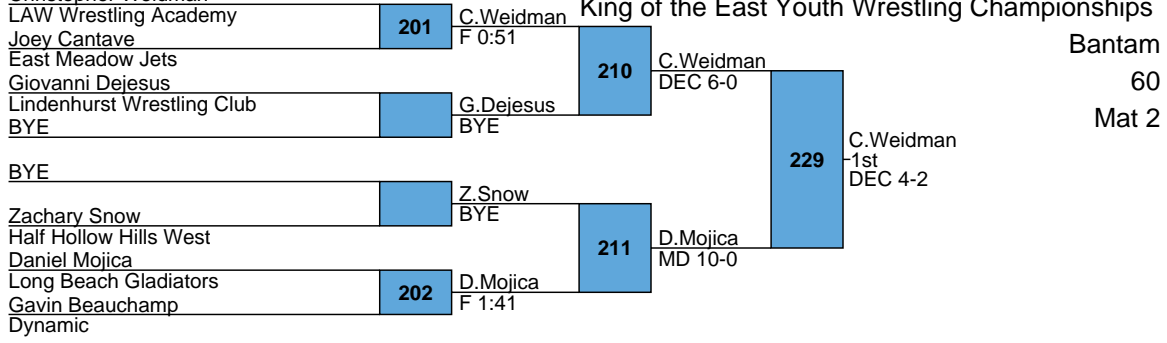 LAW Wrestling Academy
Joey Cantave
East Meadow Jets
Giovanni Dejesus
Lindenhurst Wrestling Club
BYE
BYE
Zachary Snow
Half Hollow Hills West
Daniel Mojica
Long Beach Gladiators
Gavin Beauchamp
Dynamic
201
202
C.Weidman
F 0:51
G.Dejesus
BYE
Z.Snow
BYE
D.Mojica
F 1:41
210
211
C.Weidman
DEC 6-0
D.Mojica
MD 10-0
229
C.Weidman
1st
DEC 4-2
King of the East Youth Wrestling Championships
Bantam
60
Mat 2